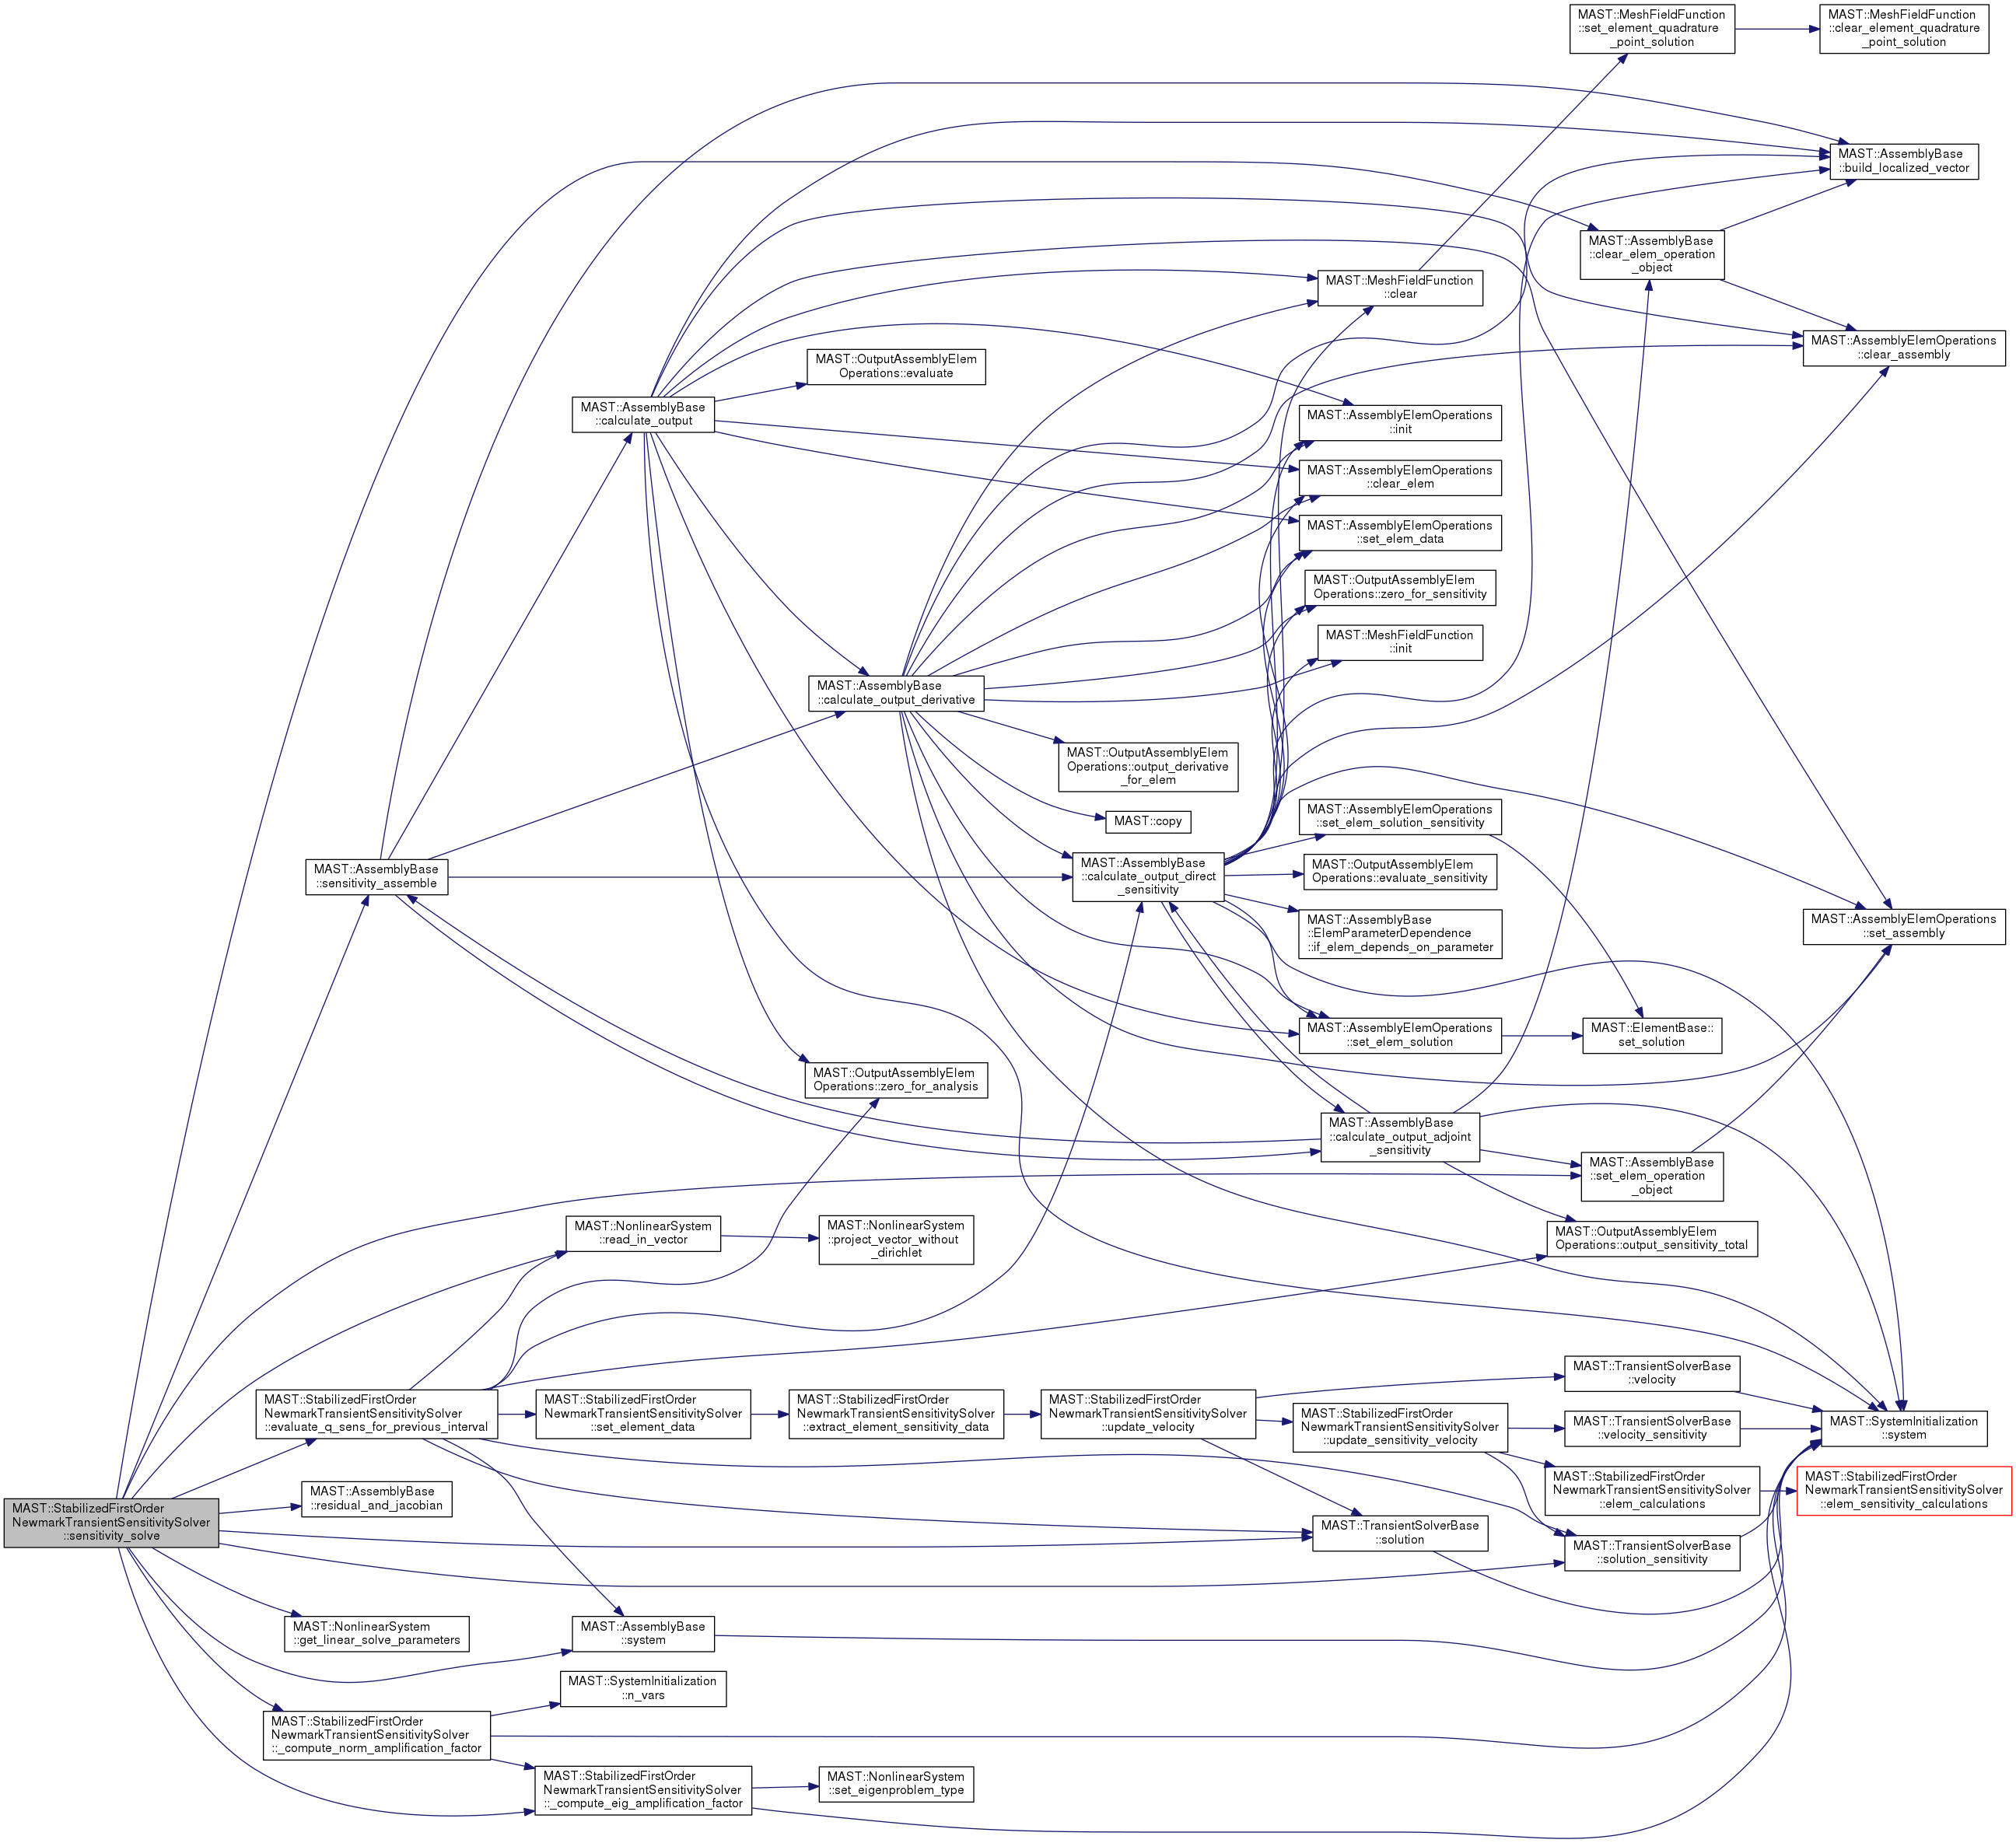 MAST::MeshFieldFunction
::set_element_quadrature
_point_solution
MAST::MeshFieldFunction
::clear_element_quadrature
_point_solution
MAST::AssemblyBase
::build_localized_vector
MAST::AssemblyBase
::clear_elem_operation
_object
MAST::MeshFieldFunction
::clear
MAST::AssemblyElemOperations
::clear_assembly
MAST::OutputAssemblyElem
Operations::evaluate
MAST::AssemblyBase
::calculate_output
MAST::AssemblyElemOperations
::init
MAST::AssemblyElemOperations
::clear_elem
MAST::AssemblyElemOperations
::set_elem_data
MAST::OutputAssemblyElem
Operations::zero_for_sensitivity
MAST::MeshFieldFunction
::init
MAST::AssemblyBase
::calculate_output_derivative
MAST::OutputAssemblyElem
Operations::output_derivative
_for_elem
MAST::copy
MAST::AssemblyElemOperations
::set_elem_solution_sensitivity
MAST::AssemblyBase
::sensitivity_assemble
MAST::AssemblyBase
::calculate_output_direct
_sensitivity
MAST::OutputAssemblyElem
Operations::evaluate_sensitivity
MAST::AssemblyBase
::ElemParameterDependence
::if_elem_depends_on_parameter
MAST::AssemblyElemOperations
::set_assembly
MAST::AssemblyElemOperations
::set_elem_solution
MAST::ElementBase::
set_solution
MAST::OutputAssemblyElem
Operations::zero_for_analysis
MAST::AssemblyBase
::calculate_output_adjoint
_sensitivity
MAST::AssemblyBase
::set_elem_operation
_object
MAST::NonlinearSystem
::read_in_vector
MAST::NonlinearSystem
::project_vector_without
_dirichlet
MAST::OutputAssemblyElem
Operations::output_sensitivity_total
MAST::TransientSolverBase
::velocity
MAST::StabilizedFirstOrder
NewmarkTransientSensitivitySolver
::evaluate_q_sens_for_previous_interval
MAST::StabilizedFirstOrder
NewmarkTransientSensitivitySolver
::set_element_data
MAST::StabilizedFirstOrder
NewmarkTransientSensitivitySolver
::extract_element_sensitivity_data
MAST::StabilizedFirstOrder
NewmarkTransientSensitivitySolver
::update_velocity
MAST::StabilizedFirstOrder
NewmarkTransientSensitivitySolver
::update_sensitivity_velocity
MAST::TransientSolverBase
::velocity_sensitivity
MAST::SystemInitialization
::system
MAST::StabilizedFirstOrder
NewmarkTransientSensitivitySolver
::elem_calculations
MAST::StabilizedFirstOrder
NewmarkTransientSensitivitySolver
::elem_sensitivity_calculations
MAST::AssemblyBase
::residual_and_jacobian
MAST::StabilizedFirstOrder
NewmarkTransientSensitivitySolver
::sensitivity_solve
MAST::TransientSolverBase
::solution
MAST::TransientSolverBase
::solution_sensitivity
MAST::NonlinearSystem
::get_linear_solve_parameters
MAST::AssemblyBase
::system
MAST::SystemInitialization
::n_vars
MAST::StabilizedFirstOrder
NewmarkTransientSensitivitySolver
::_compute_norm_amplification_factor
MAST::StabilizedFirstOrder
NewmarkTransientSensitivitySolver
::_compute_eig_amplification_factor
MAST::NonlinearSystem
::set_eigenproblem_type